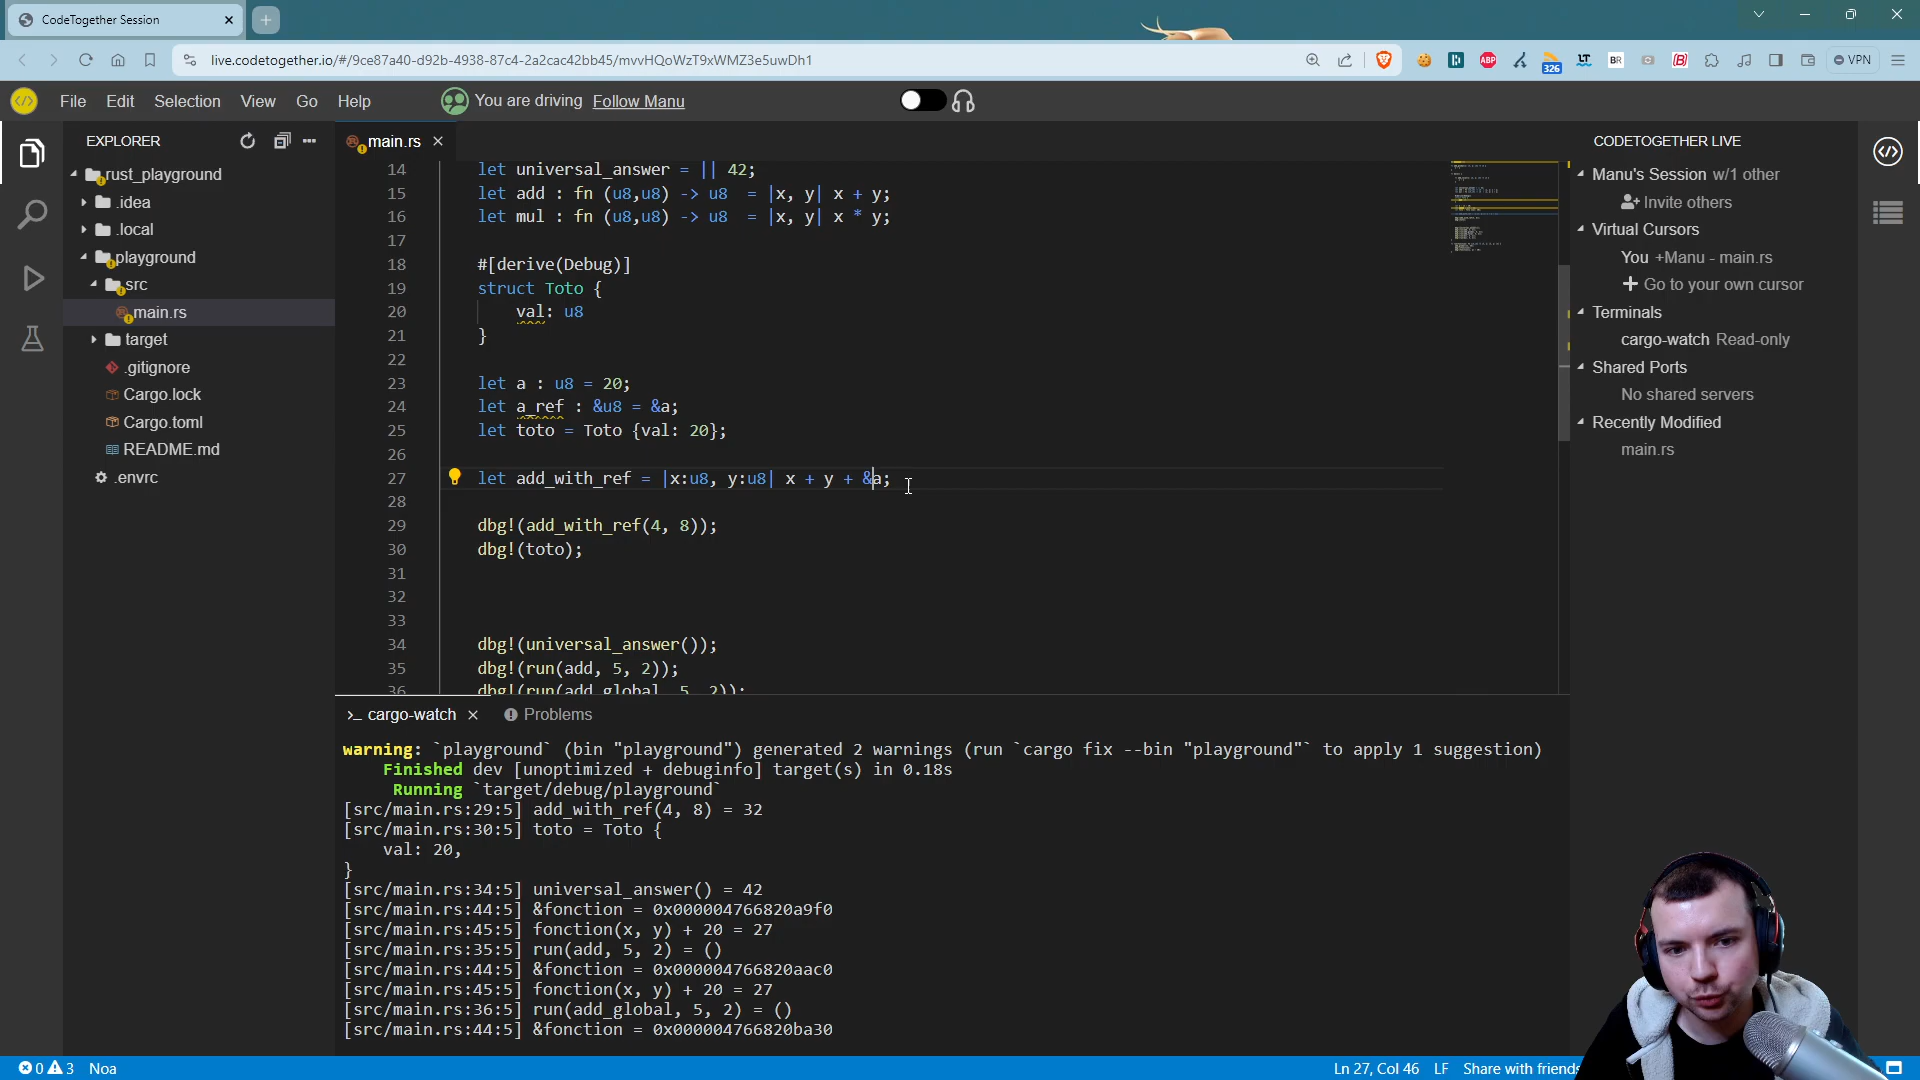 CodeTogether Session
live.codetogether.io/#/9ce87a40-d92b-4938-87c4-2a2cac42bb45/mvvHQoWzT9xWMZ3e5uwDh1
ABP
326
LT
BR
VPN
File Edit Selection View Go Help
You are driving Follow Manu
EXPLORER
rust_playground
.idea
.local
playground
src
main.rs
target
.gitignore
Cargo.lock
Cargo.toml
README.md
.envrc
main.rs
14 let universal_answer = || 42;
15 let add : fn (u8,u8) -> u8 = |x, y| x + y;
16 let mul : fn (u8,u8) -> u8 = |x, y| x * y;
17
18 #[derive(Debug)]
19 struct Toto {
20 val: u8
21 }
22
23 let a : u8 = 20;
24 let a_ref : &u8 = &a;
25 let toto = Toto {val: 20};
26
27 let add_with_ref = |x:u8, y:u8| x + y + &a;
28
29 dbg!(add_with_ref(4, 8));
30 dbg!(toto);
31
32
33
34 dbg!(universal_answer());
35 dbg!(run(add, 5, 2));
36 dbg!(run(add_global, 5, 2));
CODETOGETHER LIVE
Manu's Session w/1 other
Invite others
Virtual Cursors
You +Manu - main.rs
Go to your own cursor
Terminals
cargo-watch Read-only
Shared Ports
No shared servers
Recently Modified
main.rs
cargo-watch
Problems
warning: `playground` (bin "playground") generated 2 warnings (run `cargo fix --bin "playground"` to apply 1 suggestion)
Finished dev [unoptimized + debuginfo] target(s) in 0.18s
Running `target/debug/playground`
[src/main.rs:29:5] add_with_ref(4, 8) = 32
[src/main.rs:30:5] toto = Toto {
val: 20,
}
[src/main.rs:34:5] universal_answer() = 42
[src/main.rs:44:5] &fonction = 0x000004766820a9f0
[src/main.rs:45:5] fonction(x, y) + 20 = 27
[src/main.rs:35:5] run(add, 5, 2) = ()
[src/main.rs:44:5] &fonction = 0x000004766820aac0
[src/main.rs:45:5] fonction(x, y) + 20 = 27
[src/main.rs:36:5] run(add_global, 5, 2) = ()
[src/main.rs:44:5] &fonction = 0x000004766820ba30
0 3 Noa
Ln 27, Col 46 LF Share with friends